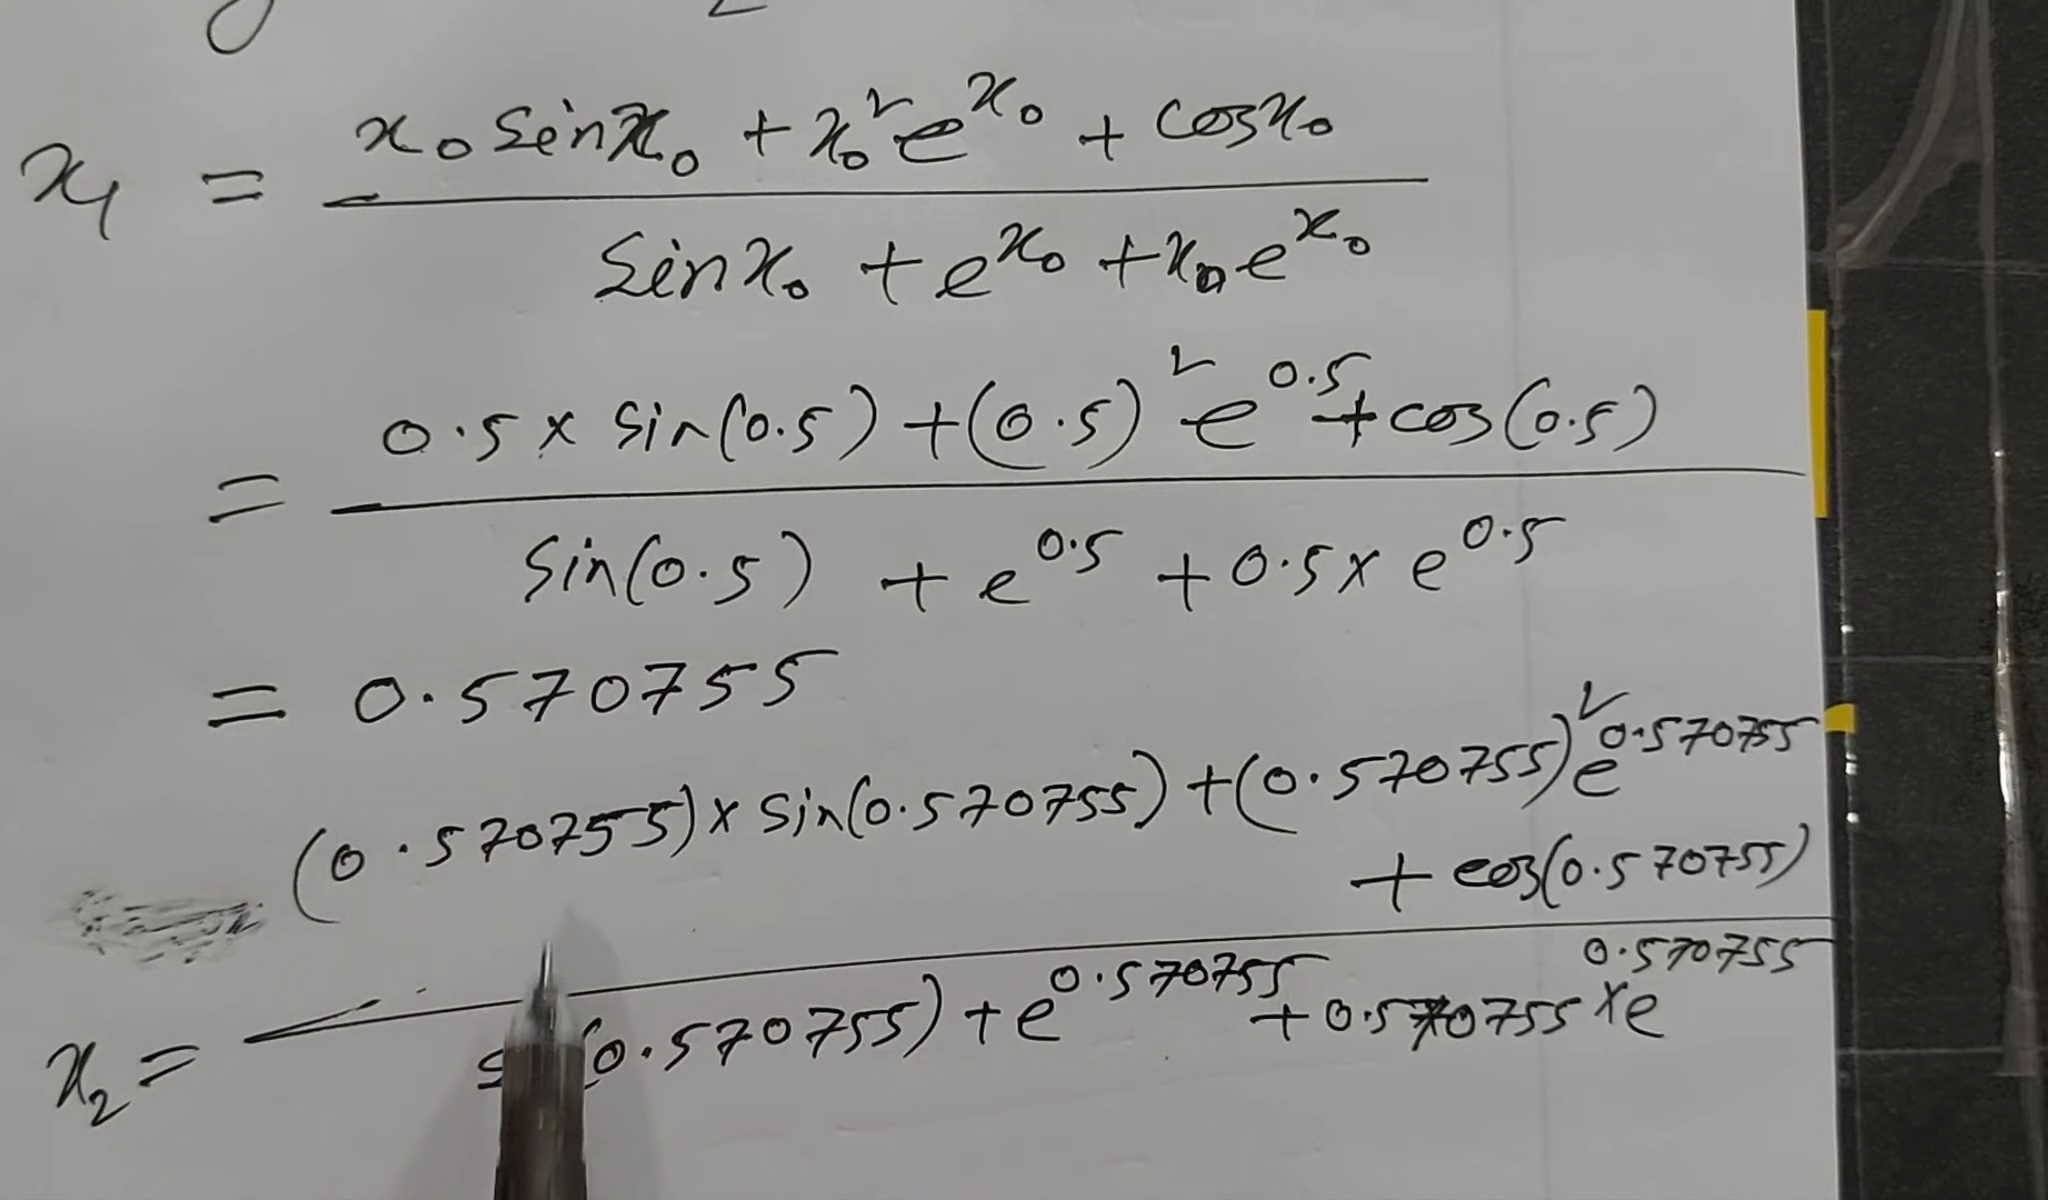 x₁ = x₀ sin x₀ + x₀² e^x₀ + cos x₀
sin x₀ + e^x₀ + x₀ e^x₀
= 0.5 × sin(0.5) + (0.5)² e^0.5 + cos(0.5)
sin(0.5) + e^0.5 + 0.5 × e^0.5
= 0.570755
(0.570755) × sin(0.570755) + (0.570755)² e^0.570755
+ cos(0.570755)
x₂ =
(0.570755) + e^0.570755 + 0.570755 × e^0.570755